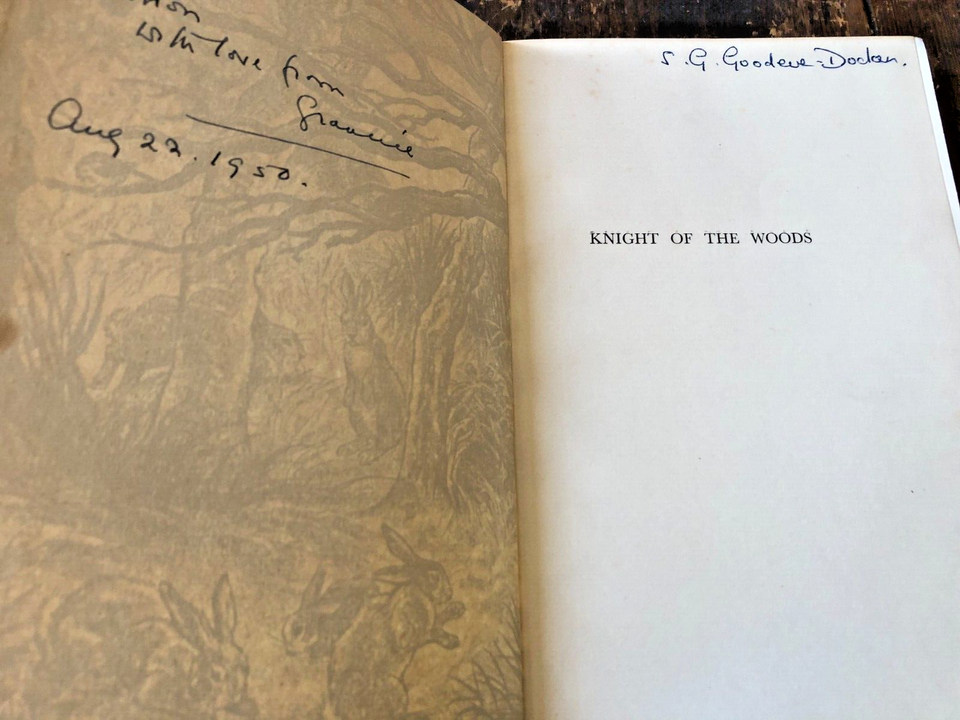 with love from
Grannie
Aug 22. 1950.
S. G. Goodeve-Docker.
KNIGHT OF THE WOODS